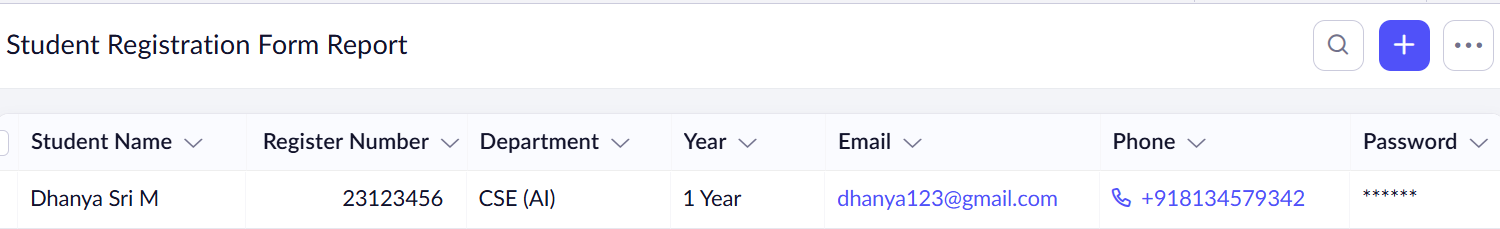 Student Registration Form Report
Student Name Register Number Department Year Email Phone Password
Dhanya Sri M 23123456 CSE (AI) 1 Year dhanya123@gmail.com +918134579342 ******